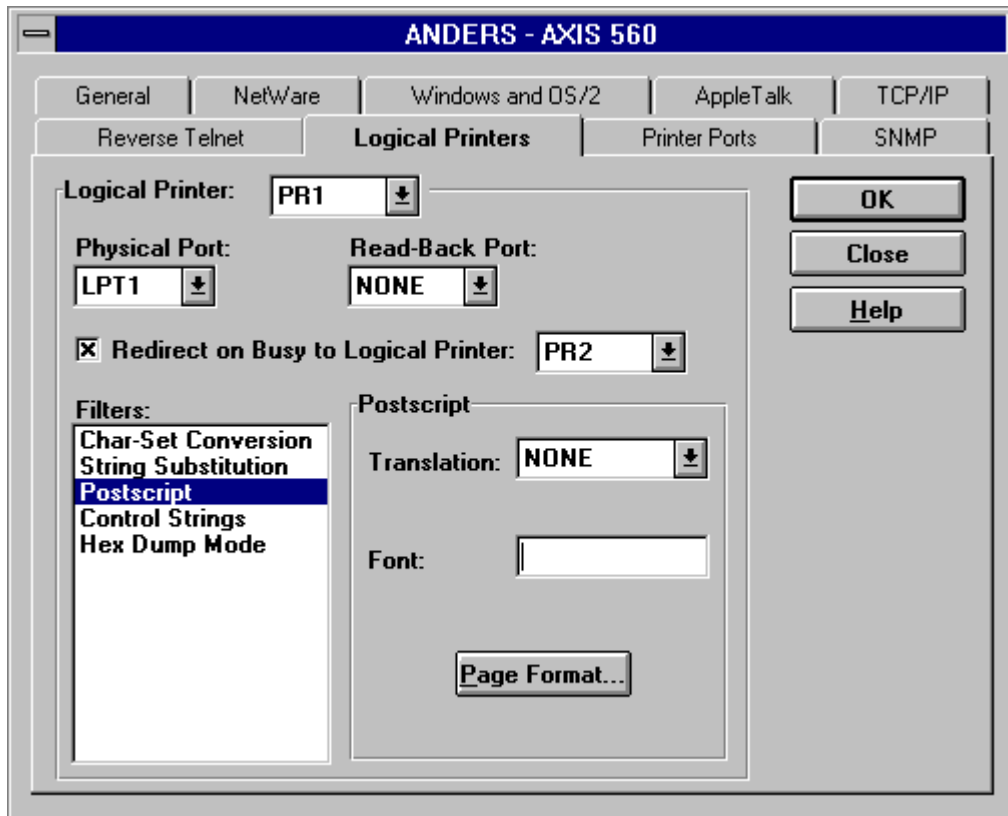 ANDERS - AXIS 560
General NetWare Windows and OS/2 AppleTalk TCP/IP
Reverse Telnet Logical Printers Printer Ports SNMP
Logical Printer: PR1
OK
Physical Port: Read-Back Port:
Close
LPT1 NONE
Help
Redirect on Busy to Logical Printer: PR2
Filters:
Char-Set Conversion
String Substitution
Postscript
Control Strings
Hex Dump Mode
Postscript
Translation: NONE
Font:
Page Format...